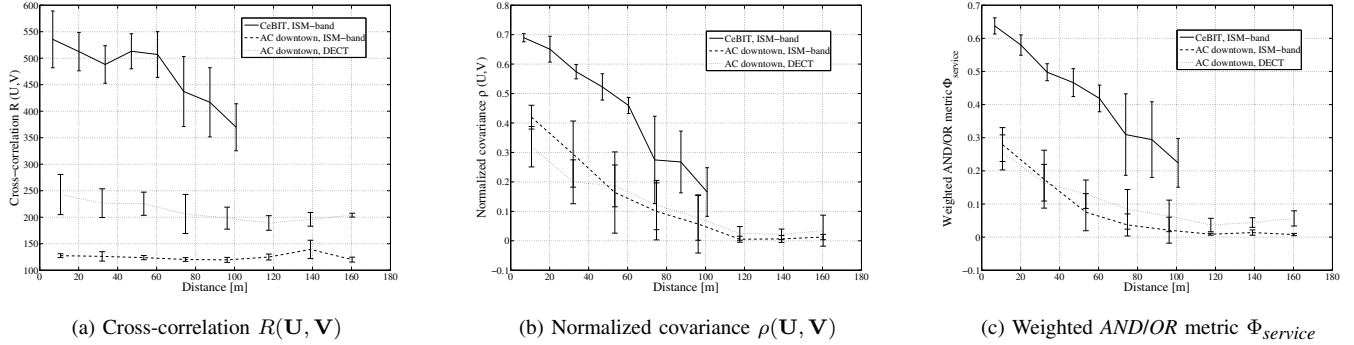 600
550
500
450
400
350
300
250
200
150
100
Cross−correlation R (U,V)
CeBIT, ISM−band
AC downtown, ISM−band
AC downtown, DECT
0 20 40 60 80 100 120 140 160 180
Distance [m]
(a) Cross-correlation R(U, V)
0.8
0.7
0.6
0.5
0.4
0.3
0.2
0.1
0
−0.1
Normalized covariance ρ (U,V)
CeBIT, ISM−band
AC downtown, ISM−band
AC downtown, DECT
0 20 40 60 80 100 120 140 160 180
Distance [m]
(b) Normalized covariance ρ(U, V)
0.7
0.6
0.5
0.4
0.3
0.2
0.1
0
0.1
Weighted AND/OR metric Φservice
CeBIT, ISM−band
AC downtown, ISM−band
AC downtown, DECT
0 20 40 60 80 100 120 140 160 180
Distance [m]
(c) Weighted AND/OR metric Φservice